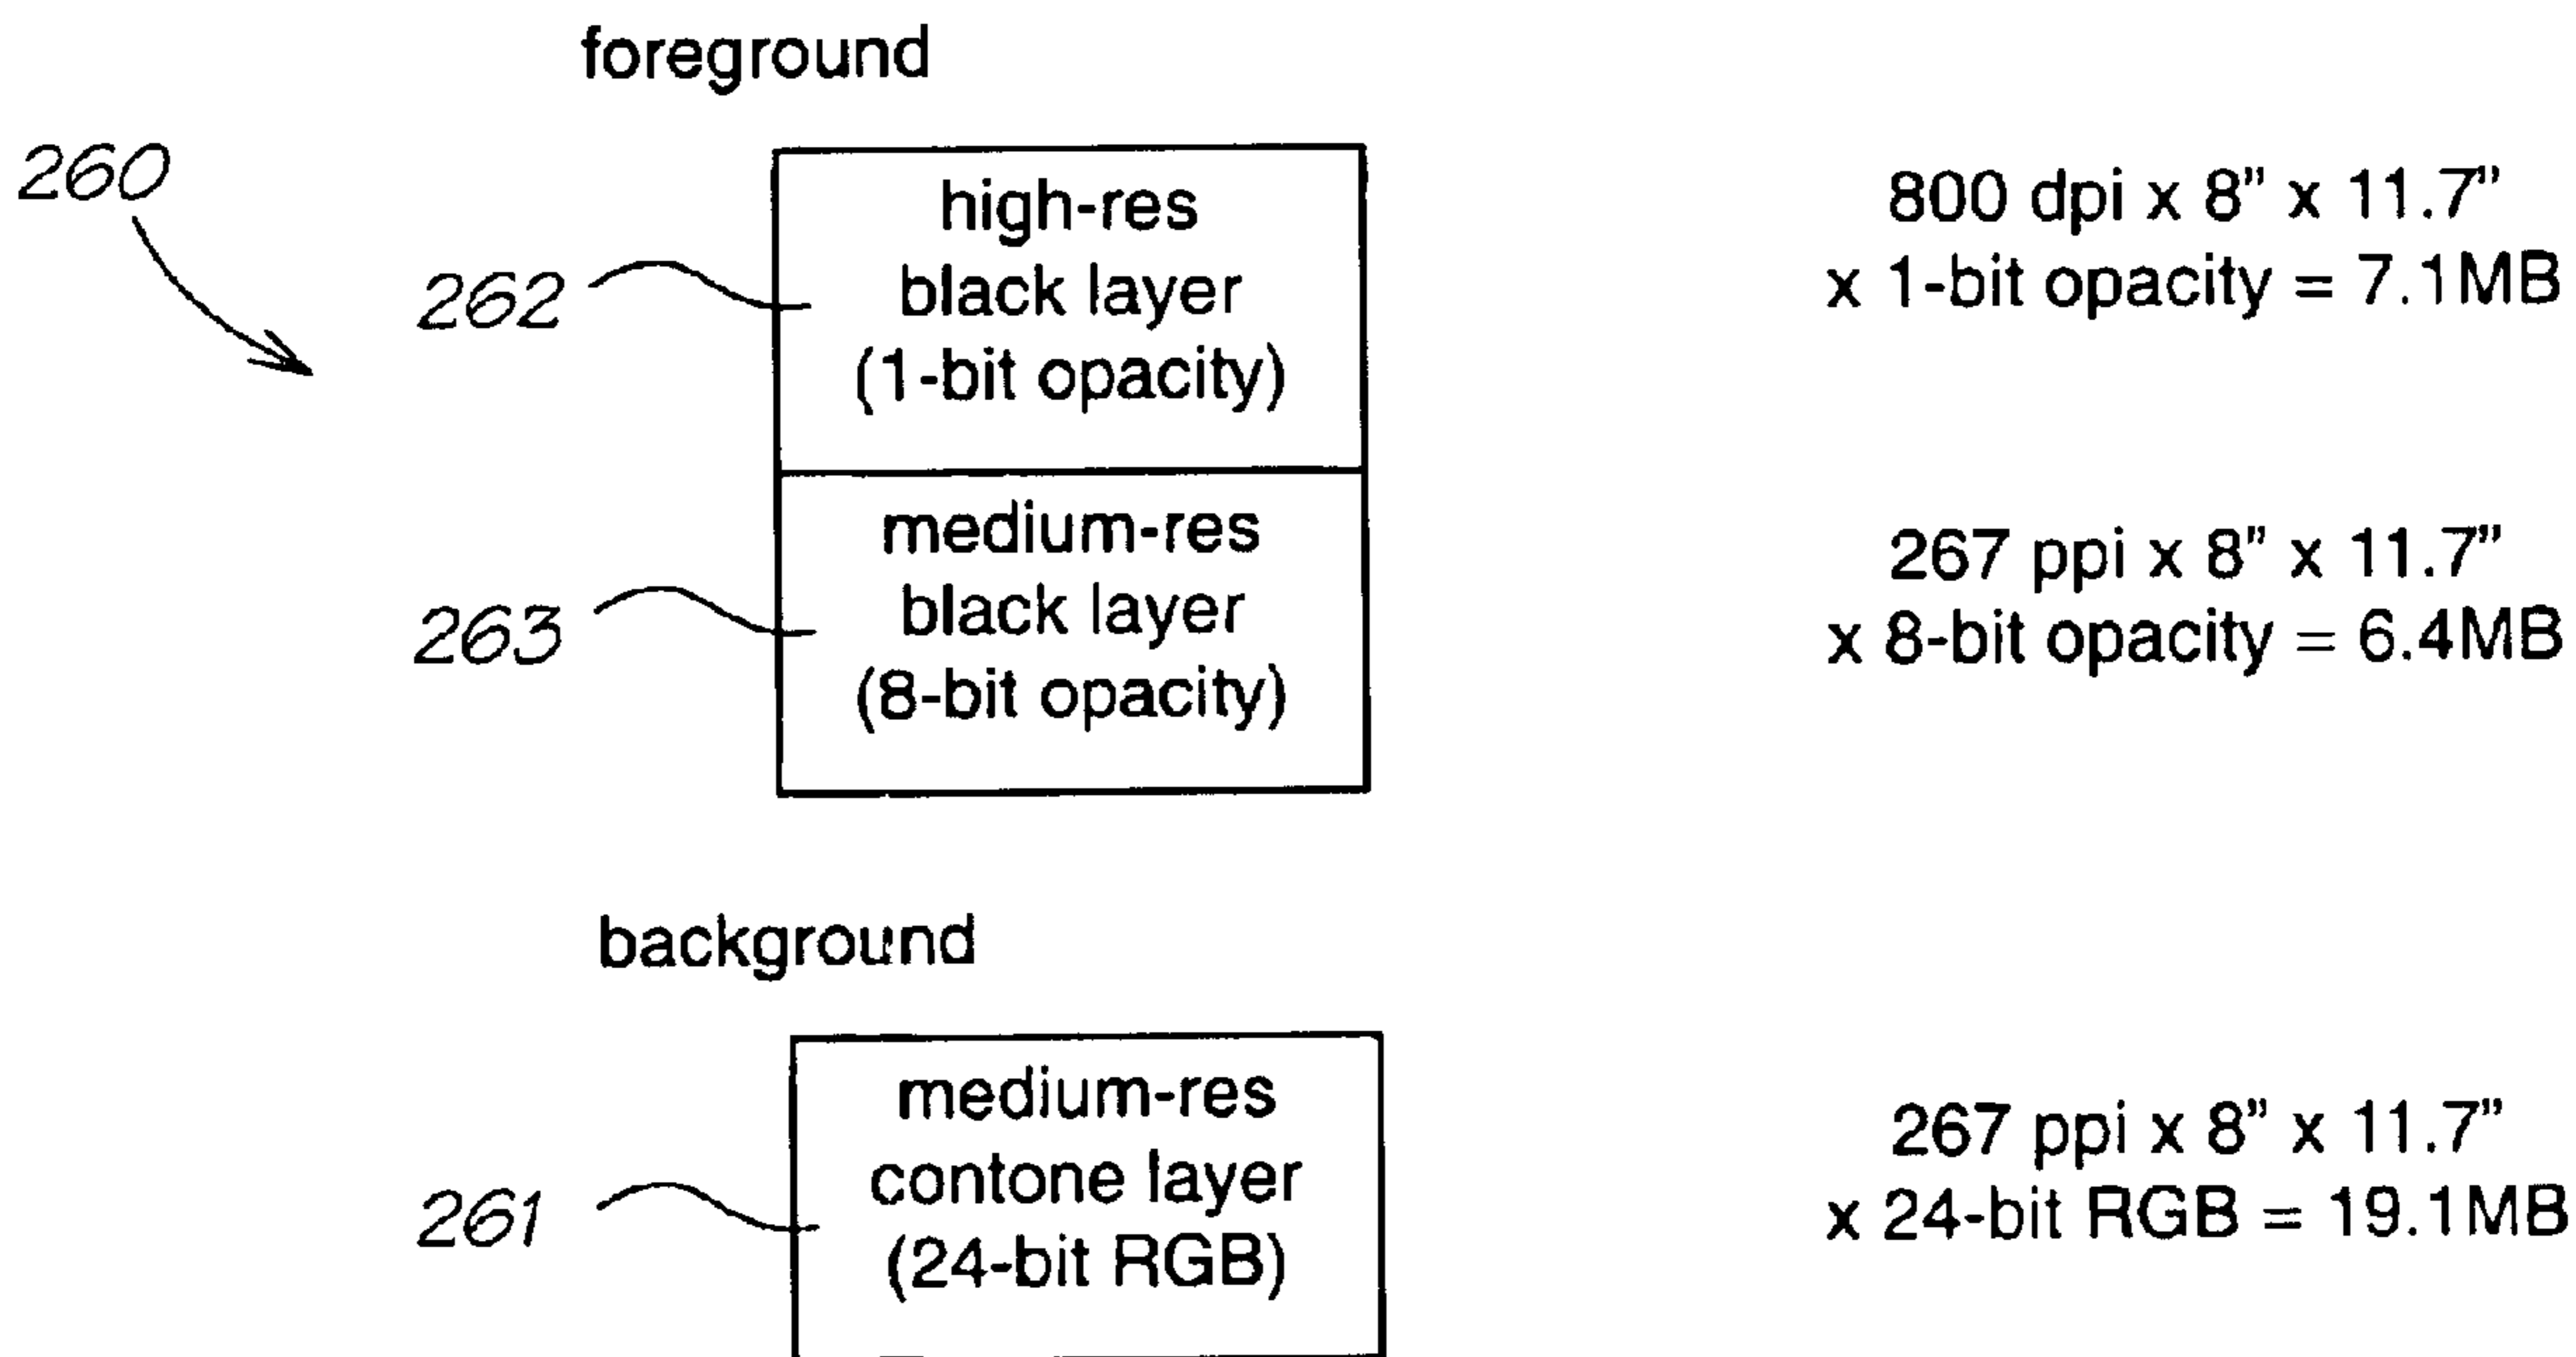 foreground
260
262
high-res
black layer
(1-bit opacity)
800 dpi x 8” x 11.7”
x 1-bit opacity = 7.1MB
263
medium-res
black layer
(8-bit opacity)
267 ppi x 8” x 11.7”
x 8-bit opacity = 6.4MB
background
261
medium-res
contone layer
(24-bit RGB)
267 ppi x 8” x 11.7”
x 24-bit RGB = 19.1MB